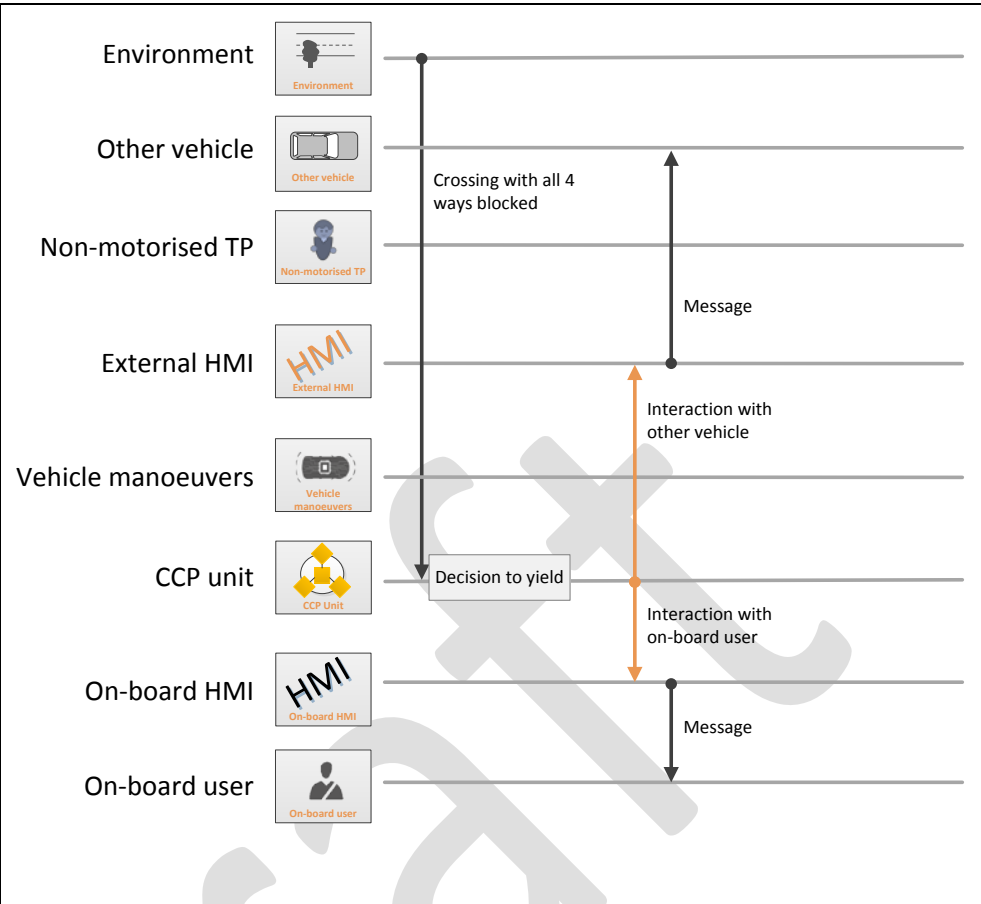 Environment
Environment
Other vehicle
Other vehicle
Crossing with all 4
ways blocked
Non-motorised TP
Non-motorised TP
Message
External HMI
HMI
External HMI
Interaction with
other vehicle
Vehicle manoeuvers
Vehicle
manoeuvers
CCP unit
CCP Unit
Decision to yield
Interaction with
on-board user
On-board HMI
HMI
On-board HMI
Message
On-board user
On-board user